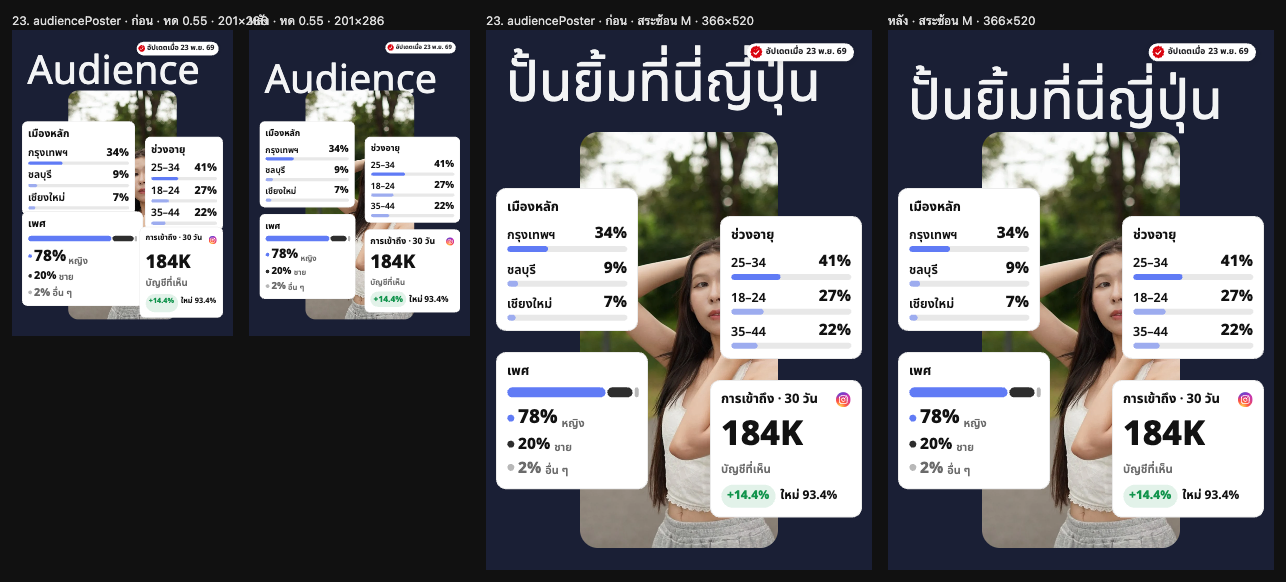 23. audiencePoster · ก่อน · หด 0.55 · 201×286
หลัง · หด 0.55 · 201×286
23. audiencePoster · ก่อน · สระซ้อน M · 366×520
หลัง · สระซ้อน M · 366×520
อัปเดตเมื่อ 23 พ.ย. 69
Audience
เมืองหลัก
กรุงเทพฯ 34%
ชลบุรี 9%
เชียงใหม่ 7%
ช่วงอายุ
25–34 41%
18–24 27%
35–44 22%
เพศ
78% หญิง
20% ชาย
2% อื่น ๆ
การเข้าถึง · 30 วัน
184K
บัญชีที่เห็น
+14.4% ใหม่ 93.4%
อัปเดตเมื่อ 23 พ.ย. 69
Audience
เมืองหลัก
กรุงเทพฯ 34%
ชลบุรี 9%
เชียงใหม่ 7%
ช่วงอายุ
25–34 41%
18–24 27%
35–44 22%
เพศ
78% หญิง
20% ชาย
2% อื่น ๆ
การเข้าถึง · 30 วัน
184K
บัญชีที่เห็น
+14.4% ใหม่ 93.4%
อัปเดตเมื่อ 23 พ.ย. 69
ปั้นยิ้มที่นี่ญี่ปุ่น
เมืองหลัก
กรุงเทพฯ 34%
ชลบุรี 9%
เชียงใหม่ 7%
ช่วงอายุ
25–34 41%
18–24 27%
35–44 22%
เพศ
78% หญิง
20% ชาย
2% อื่น ๆ
การเข้าถึง · 30 วัน
184K
บัญชีที่เห็น
+14.4% ใหม่ 93.4%
อัปเดตเมื่อ 23 พ.ย. 69
ปั้นยิ้มที่นี่ญี่ปุ่น
เมืองหลัก
กรุงเทพฯ 34%
ชลบุรี 9%
เชียงใหม่ 7%
ช่วงอายุ
25–34 41%
18–24 27%
35–44 22%
เพศ
78% หญิง
20% ชาย
2% อื่น ๆ
การเข้าถึง · 30 วัน
184K
บัญชีที่เห็น
+14.4% ใหม่ 93.4%